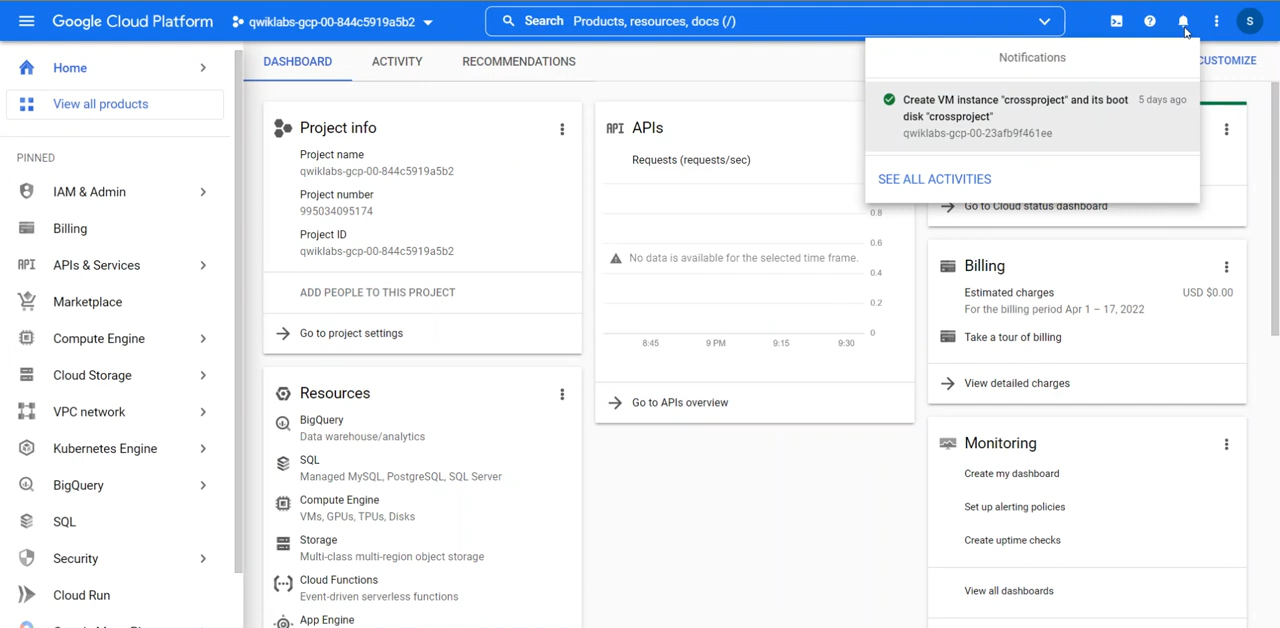 Google Cloud Platform
qwiklabs-gcp-00-844c5919a5b2
Search Products, resources, docs (/)
S
Home
View all products
PINNED
IAM & Admin
Billing
API APIs & Services
Marketplace
Compute Engine
Cloud Storage
VPC network
Kubernetes Engine
BigQuery
SQL
Security
Cloud Run
DASHBOARD
ACTIVITY
RECOMMENDATIONS
CUSTOMIZE
Project info
Project name
qwiklabs-gcp-00-844c5919a5b2
Project number
995034095174
Project ID
qwiklabs-gcp-00-844c5919a5b2
ADD PEOPLE TO THIS PROJECT
Go to project settings
Resources
BigQuery
Data warehouse/analytics
SQL
Managed MySQL, PostgreSQL, SQL Server
Compute Engine
VMs, GPUs, TPUs, Disks
Storage
Multi-class multi-region object storage
Cloud Functions
Event-driven serverless functions
App Engine
API APIs
Requests (requests/sec)
0.8
0.6
No data is available for the selected time frame.
0.4
0.2
0
8:45 9 PM 9:15 9:30
Go to APIs overview
Notifications
Create VM instance "crossproject" and its boot 5 days ago
disk "crossproject"
qwiklabs-gcp-00-23afb9f461ee
SEE ALL ACTIVITIES
Go to Cloud status dashboard
Billing
Estimated charges USD $0.00
For the billing period Apr 1 – 17, 2022
Take a tour of billing
View detailed charges
Monitoring
Create my dashboard
Set up alerting policies
Create uptime checks
View all dashboards